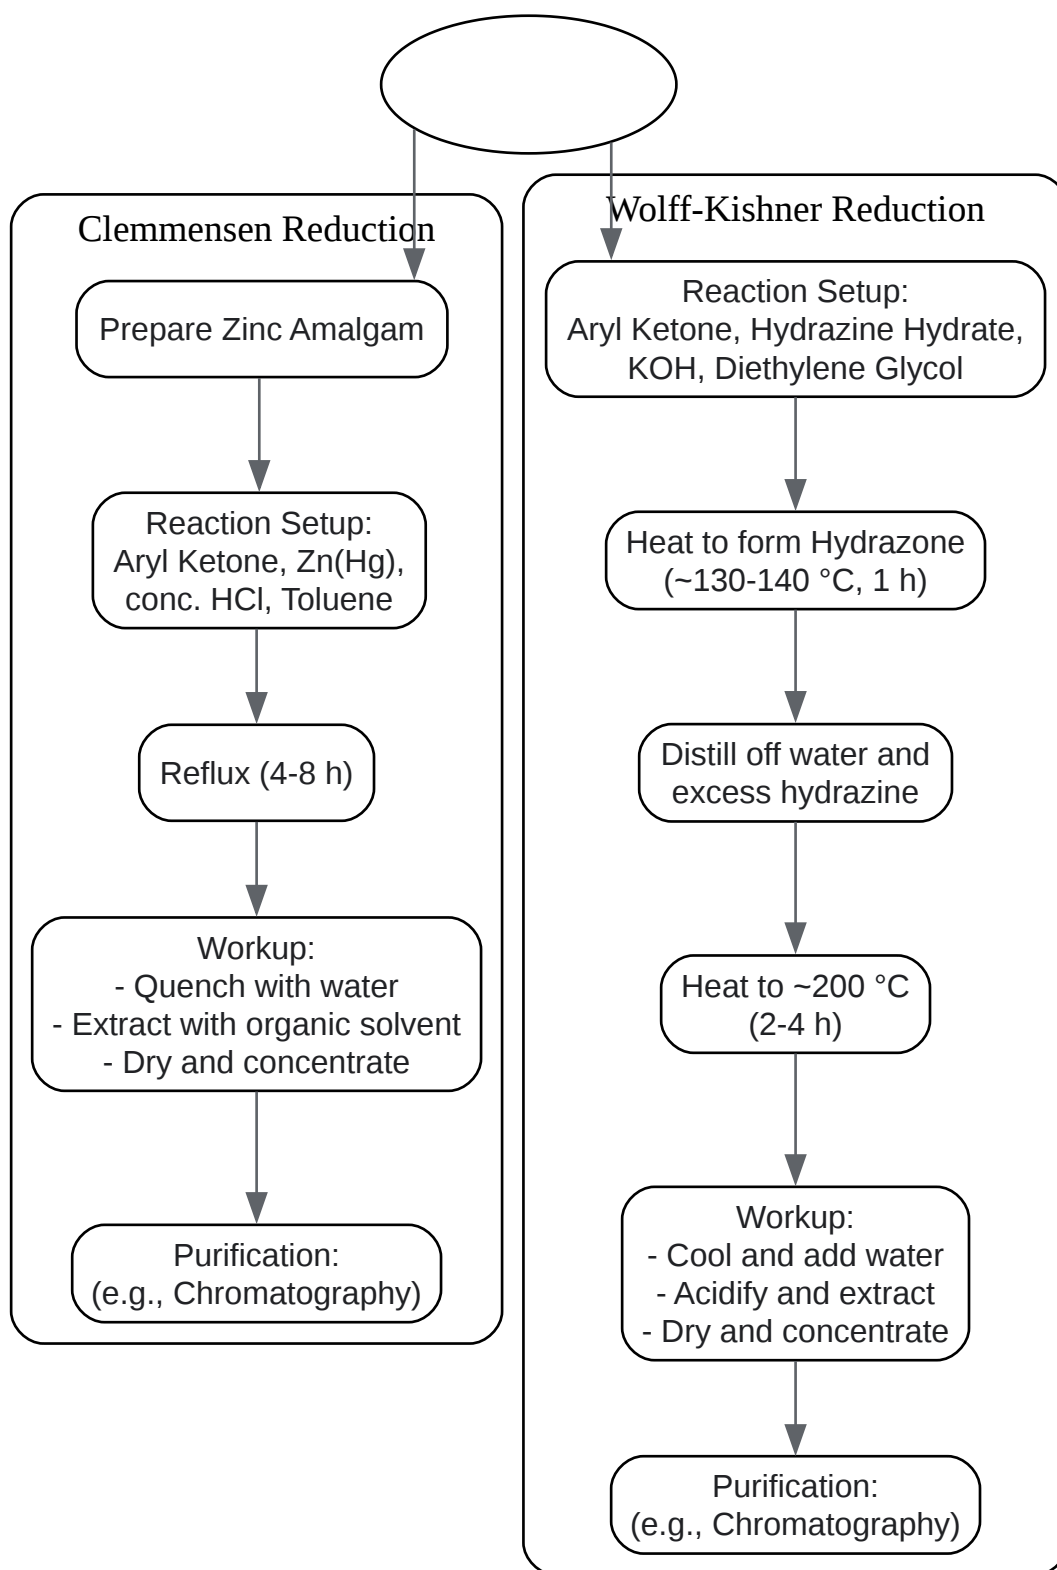 Clemmensen Reduction
Prepare Zinc Amalgam
Reaction Setup:
Aryl Ketone, Zn(Hg),
conc. HCl, Toluene
Reflux (4-8 h)
Workup:
- Quench with water
- Extract with organic solvent
- Dry and concentrate
Purification:
(e.g., Chromatography)
Wolff-Kishner Reduction
Reaction Setup:
Aryl Ketone, Hydrazine Hydrate,
KOH, Diethylene Glycol
Heat to form Hydrazone
(~130-140 °C, 1 h)
Distill off water and
excess hydrazine
Heat to ~200 °C
(2-4 h)
Workup:
- Cool and add water
- Acidify and extract
- Dry and concentrate
Purification:
(e.g., Chromatography)